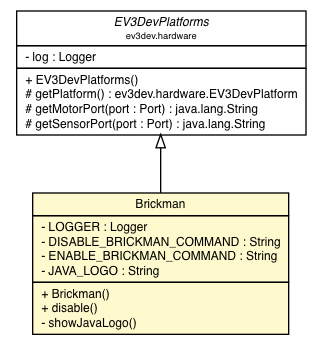 EV3DevPlatforms
ev3dev.hardware
- log : Logger
+ EV3DevPlatforms()
# getPlatform() : ev3dev.hardware.EV3DevPlatform
# getMotorPort(port : Port) : java.lang.String
# getSensorPort(port : Port) : java.lang.String
Brickman
- LOGGER : Logger
- DISABLE_BRICKMAN_COMMAND : String
- ENABLE_BRICKMAN_COMMAND : String
- JAVA_LOGO : String
+ Brickman()
+ disable()
- showJavaLogo()